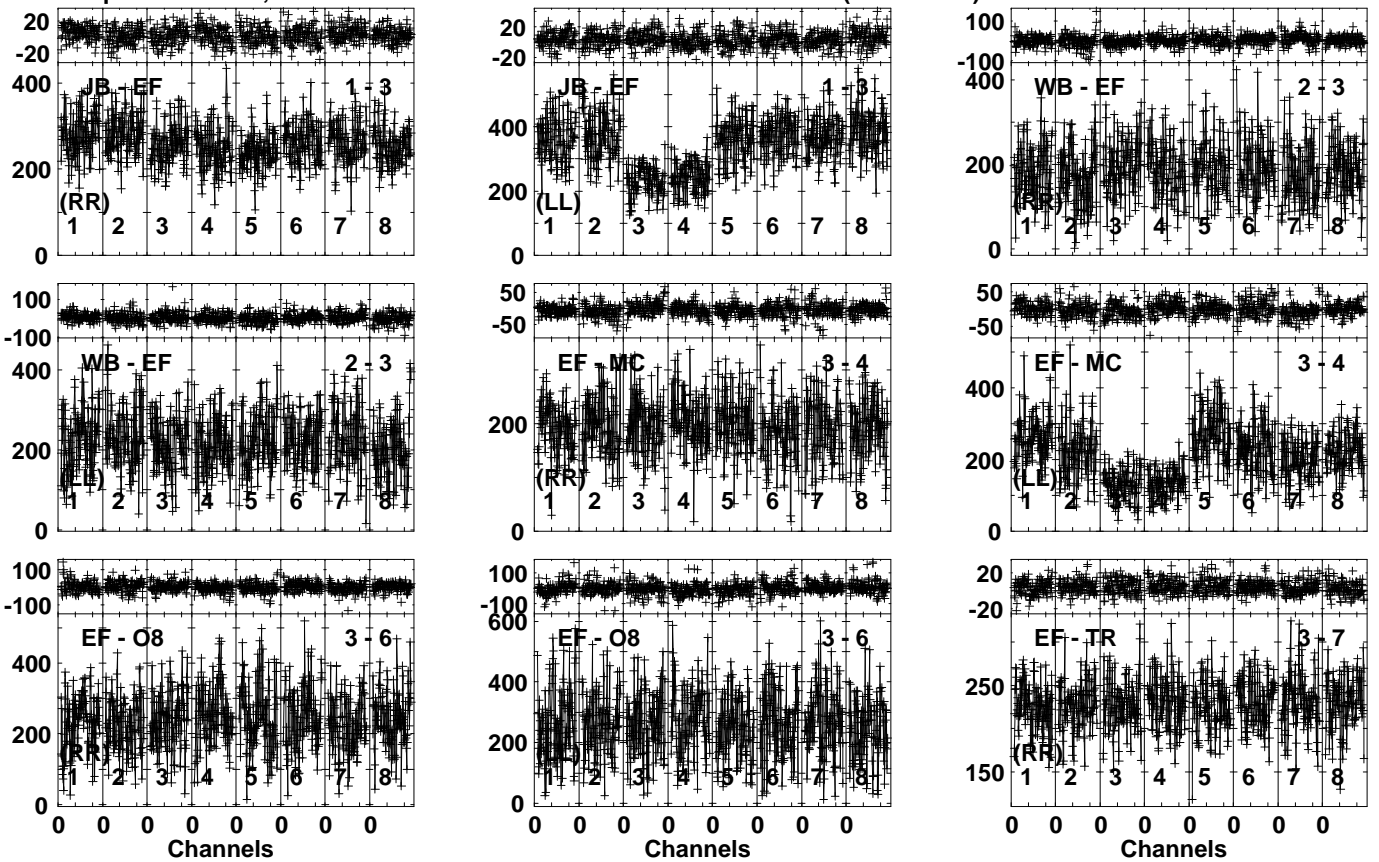 20 20 100
-20 -20 -100
400 JB - EF 1 - 3 JB - EF 1 - 3 400 WB - EF 2 - 3
400
200 200 200
(RR) (LL) (RR)
1 2 3 4 5 6 7 8 1 2 3 4 5 6 7 8 1 2 3 4 5 6 7 8
0 0 0
100 50 50
-100 -50 -50
400 WB - EF 2 - 3 EF - MC 3 - 4 EF - MC 3 - 4
400
200 200 200
(LL) (RR) (LL)
1 2 3 4 5 6 7 8 1 2 3 4 5 6 7 8 1 2 3 4 5 6 7 8
0 0 0
100 100 20
-100 -100 -20
600
EF - O8 3 - 6 EF - O8 3 - 6 EF - TR 3 - 7
400 400 250
200 200
(RR) (LL) (RR)
1 2 3 4 5 6 7 8 1 2 3 4 5 6 7 8 150 1 2 3 4 5 6 7 8
0 0
0 0 0 0 0 0 0 0 0 0 0 0 0 0 0 0 0 0 0 0 0 0 0 0
Channels Channels Channels